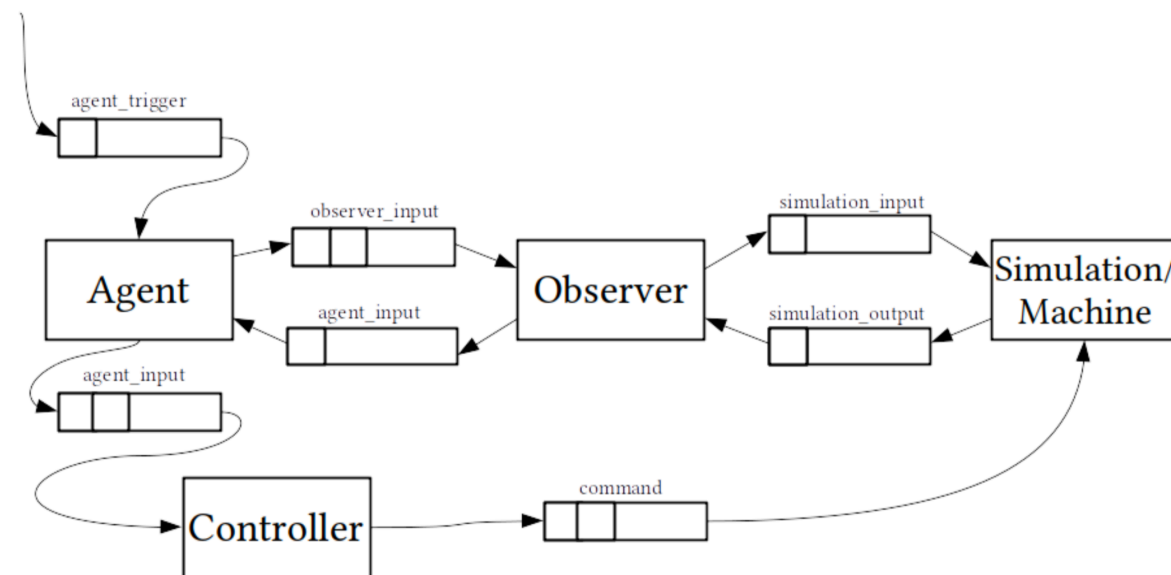 agent_trigger
observer_input
simulation_input
Agent
Observer
Simulation/
Machine
agent_input
simulation_output
agent_input
Controller
command